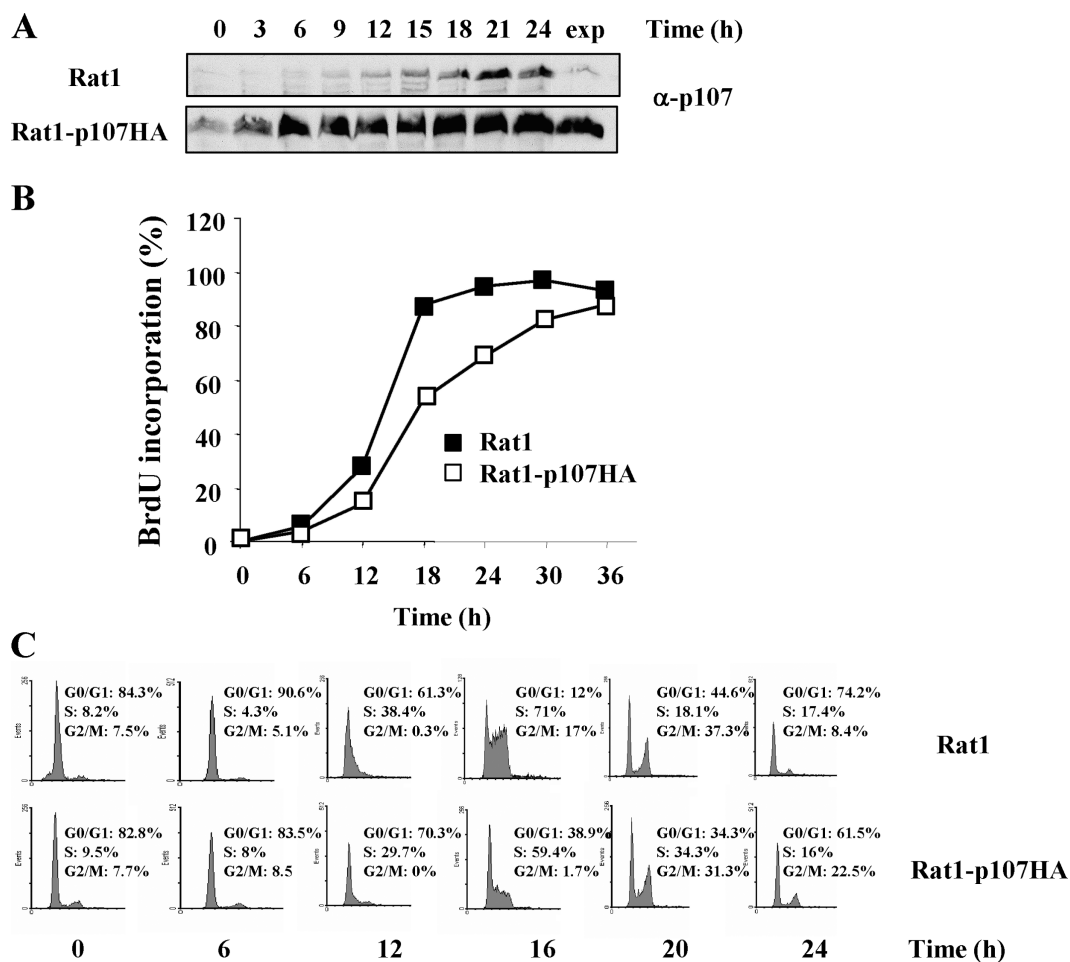 A
0 3 6 9 12 15 18 21 24 exp Time (h)
Rat1
α-p107
Rat1-p107HA
B
BrdU incorporation (%)
120
100
80
60
40
20
0
Rat1
Rat1-p107HA
0 6 12 18 24 30 36
Time (h)
C
G0/G1: 84.3%
S: 8.2%
G2/M: 7.5%
G0/G1: 90.6%
S: 4.3%
G2/M: 5.1%
G0/G1: 61.3%
S: 38.4%
G2/M: 0.3%
G0/G1: 12%
S: 71%
G2/M: 17%
G0/G1: 44.6%
S: 18.1%
G2/M: 37.3%
G0/G1: 74.2%
S: 17.4%
G2/M: 8.4%
Rat1
G0/G1: 82.8%
S: 9.5%
G2/M: 7.7%
G0/G1: 83.5%
S: 8%
G2/M: 8.5
G0/G1: 70.3%
S: 29.7%
G2/M: 0%
G0/G1: 38.9%
S: 59.4%
G2/M: 1.7%
G0/G1: 34.3%
S: 34.3%
G2/M: 31.3%
G0/G1: 61.5%
S: 16%
G2/M: 22.5%
Rat1-p107HA
0 6 12 16 20 24 Time (h)